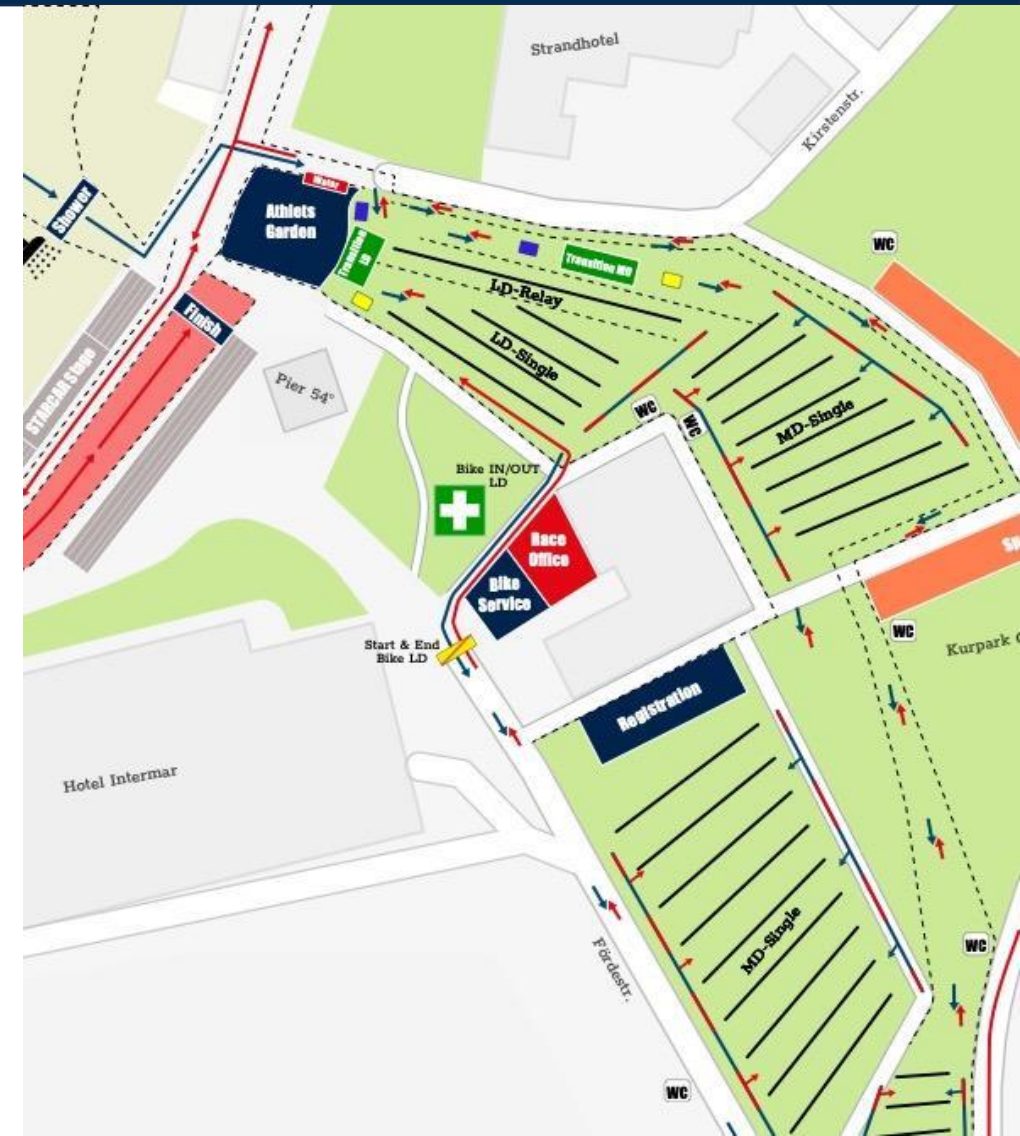 Strandhotel
Kirstenstr.
Shower
Water
Athlets
Garden
WC
Transition
LD
Transition MD
LD-Relay
Finish
LD-Single
STARCAR Stage
Pier 54°
MD-Single
WC
WC
Bike IN/OUT
LD
Race
Office
Bike
Service
WC
Start & End
Bike LD
Kurpark
Registration
Hotel Intermar
MD-Single
WC
Fördestr.
WC